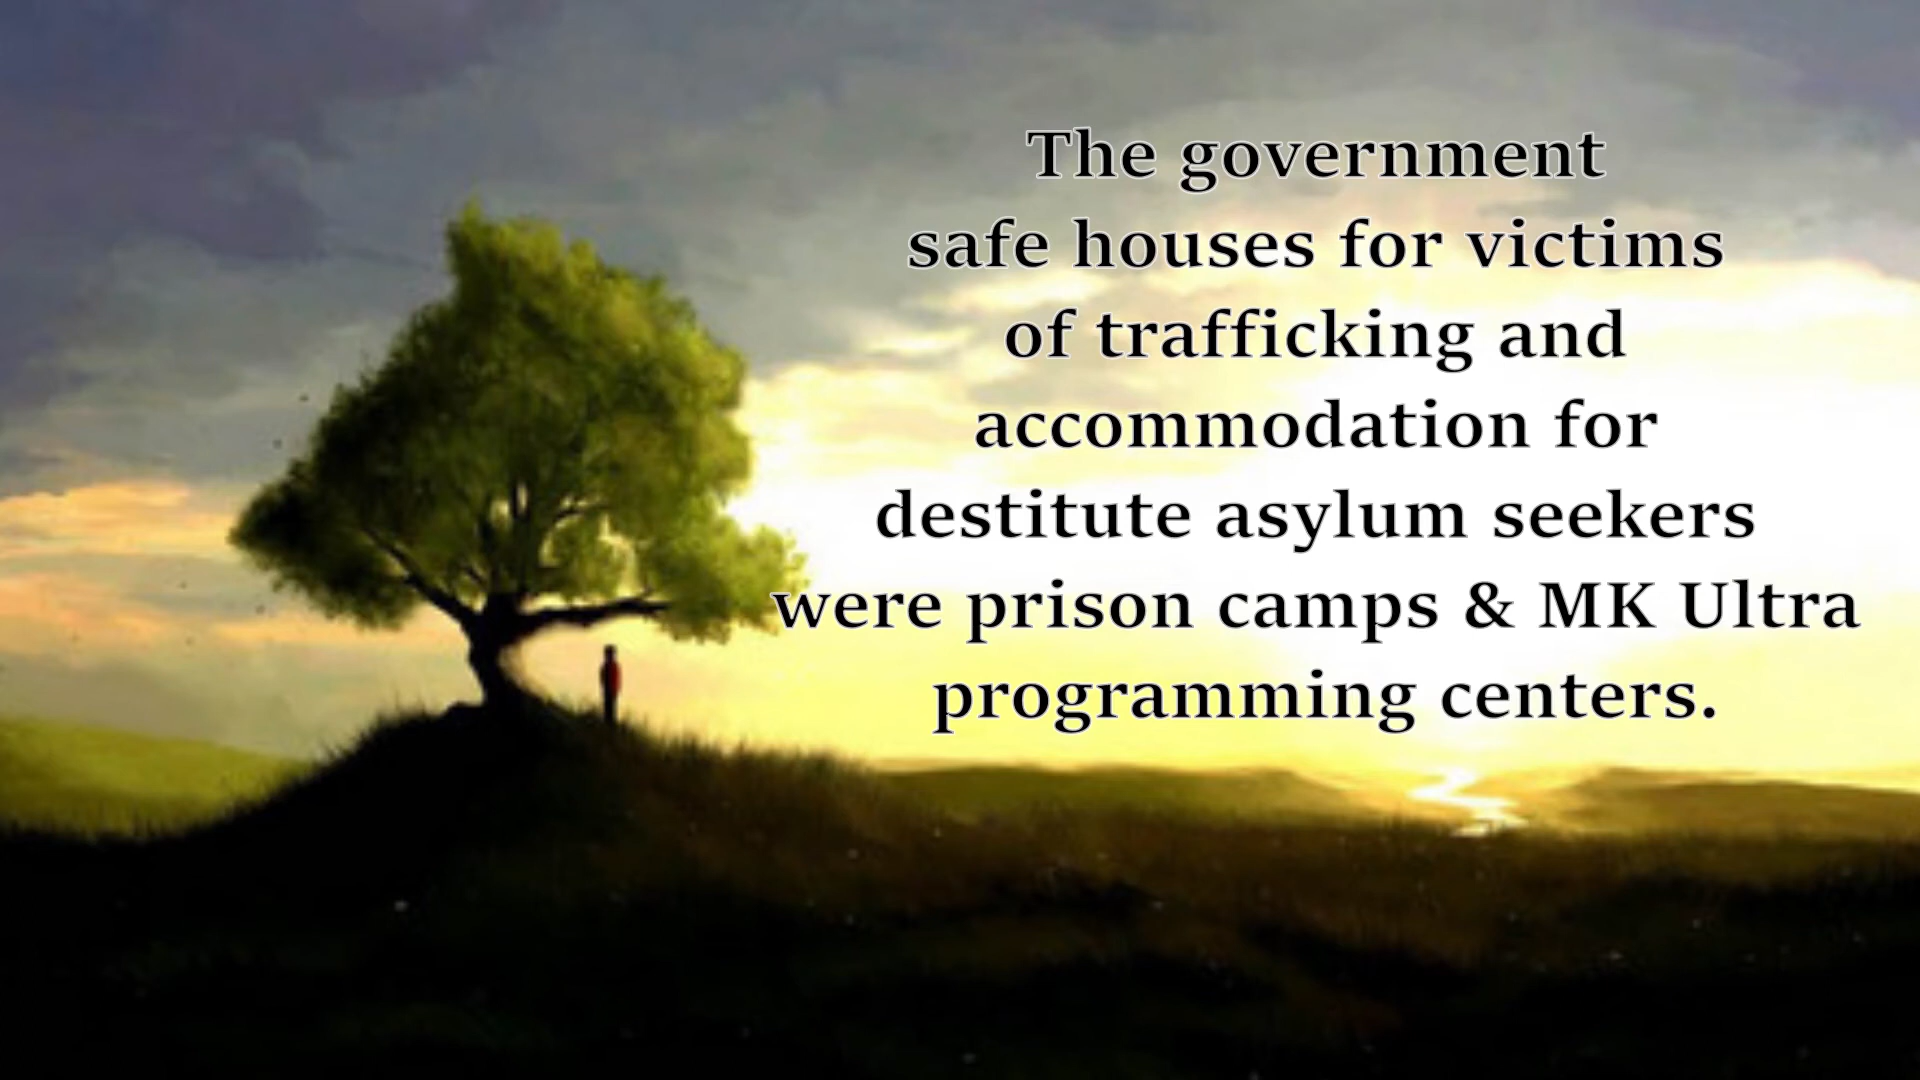 The government
safe houses for victims
of trafficking and
accommodation for
destitute asylum seekers
were prison camps & MK Ultra
programming centers.